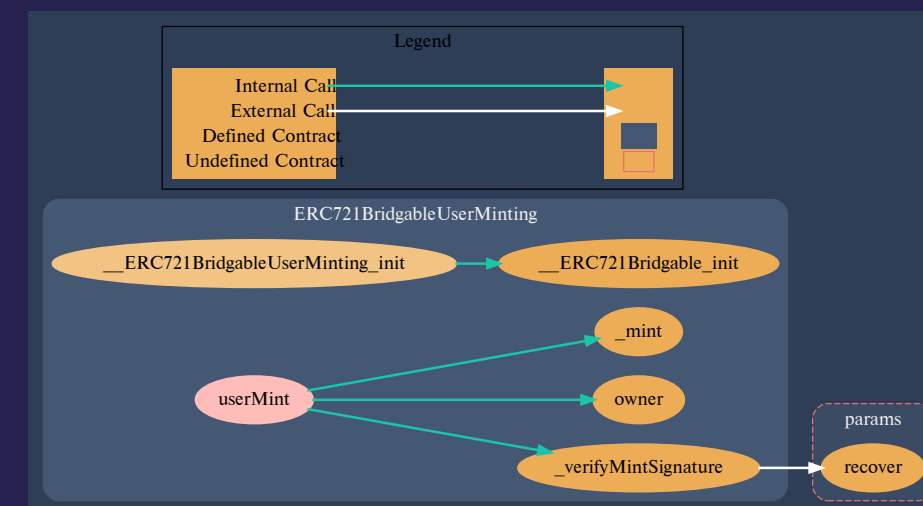 Legend
Internal Call
External Call
Defined Contract
Undefined Contract
ERC721BridgableUserMinting
__ERC721BridgableUserMinting_init
__ERC721Bridgable_init
_mint
userMint
owner
params
_verifyMintSignature
recover